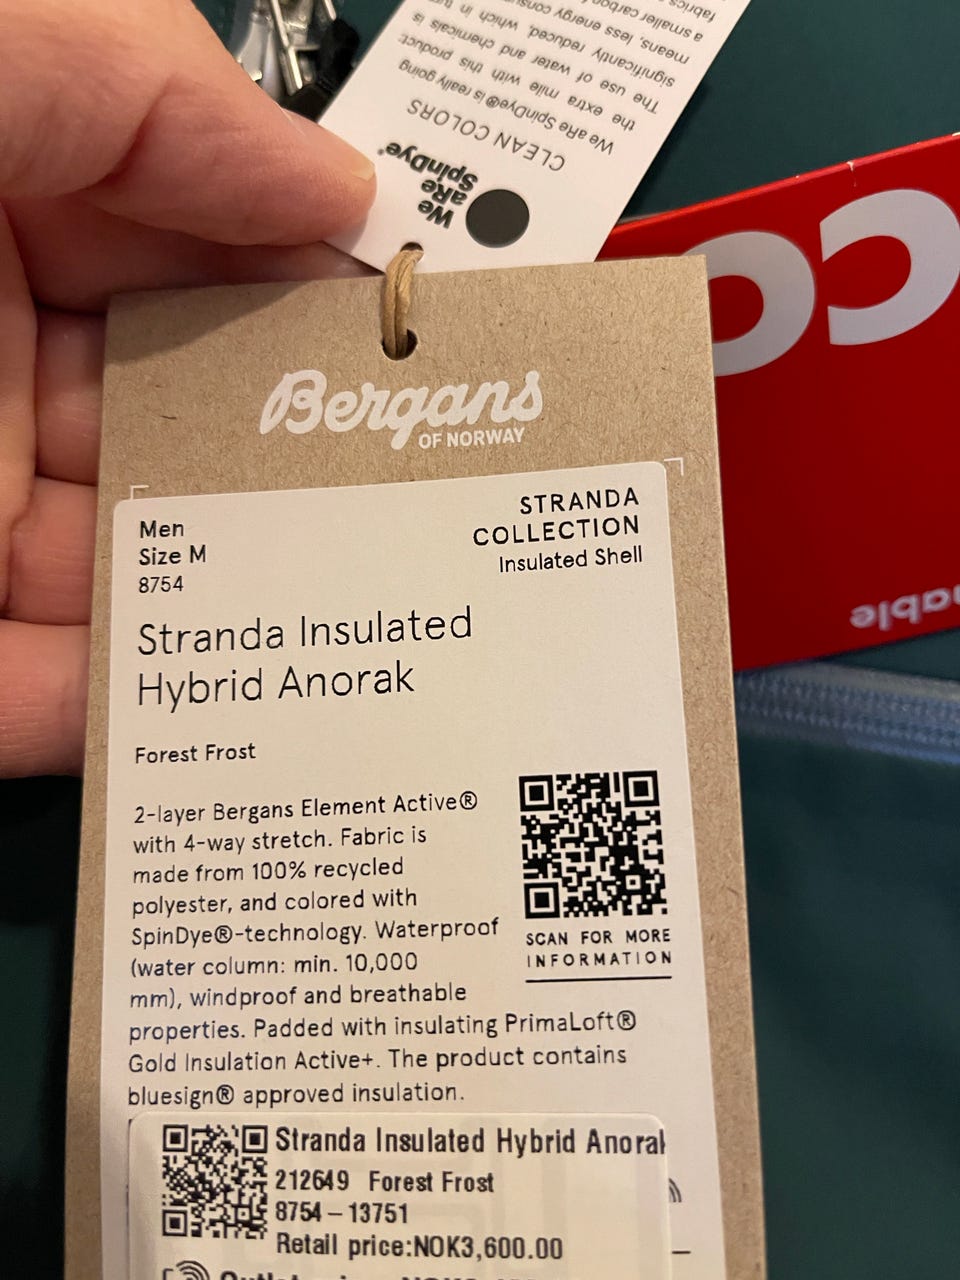 fabrics
a smaller carbon
means, less energy
significantly reduced, which in turn
The use of water and chemicals is
the extra mile with this product:
We aRe SpinDye® is really going
CLEAN COLORS
We
aRe
SpinDye®
Bergans
OF NORWAY
Men
Size M
8754
STRANDA
COLLECTION
Insulated Shell
Stranda Insulated
Hybrid Anorak
Forest Frost
2-layer Bergans Element Active®
with 4-way stretch. Fabric is
made from 100% recycled
polyester, and colored with
SpinDye®-technology. Waterproof
(water column: min. 10,000
mm), windproof and breathable
properties. Padded with insulating PrimaLoft®
Gold Insulation Active+. The product contains
bluesign® approved insulation.
SCAN FOR MORE
INFORMATION
Stranda Insulated Hybrid Anorak
212649 Forest Frost
8754 – 13751
Retail price:NOK3,600.00